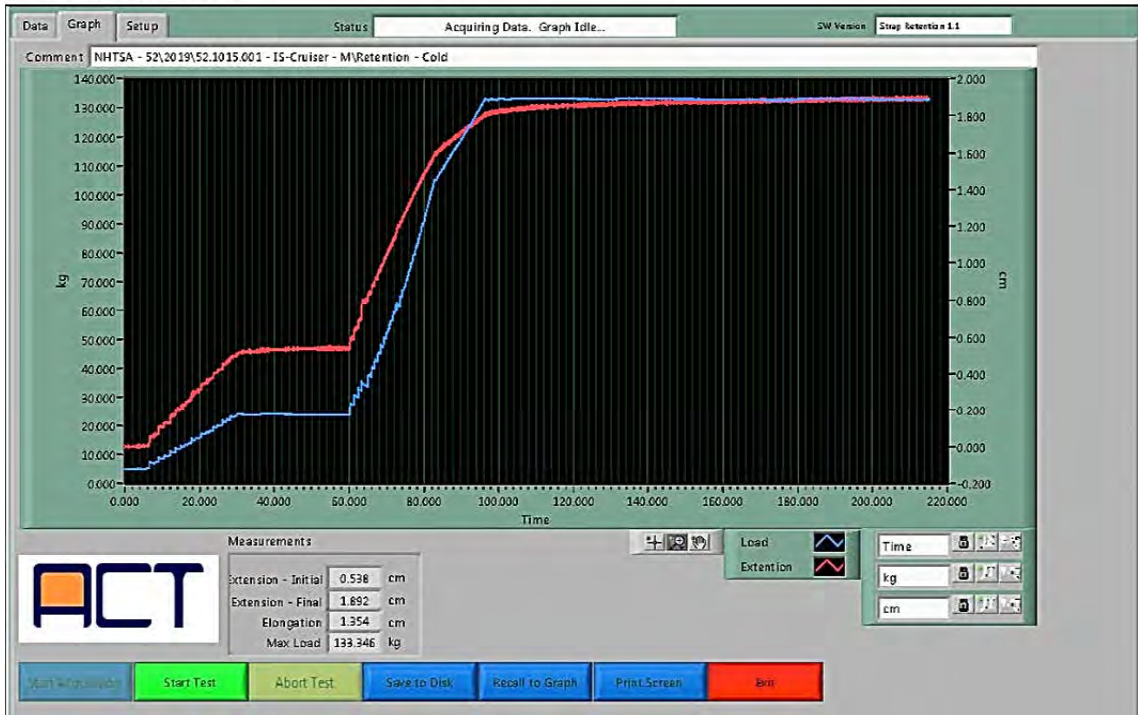 Data Graph Setup Status Acquiring Data. Graph Idle... SW Version Strap Retention 1.1
Comment NHTSA - 52\2019\52.1015.001 - IS-Cruiser - M\Retention - Cold
140.000 2.000
130.000 1.800
120.000 1.600
110.000 1.400
100.000 1.200
90.000 1.000
80.000 0.800
70.000 0.600
60.000 0.400
50.000 0.200
40.000 0.000
30.000 -0.200
20.000
10.000
0.000
kg cm
0.000 20.000 40.000 60.000 80.000 100.000 120.000 140.000 160.000 180.000 200.000 220.000
Time
Measurements
Extension - Initial 0.538 cm
Extension - Final 1.892 cm
Elongation 1.354 cm
Max Load 133.346 kg
Load
Extention
Time
kg
cm
ACT
Start Test Abort Test Save to Disk Recall to Graph Print Screen Exit